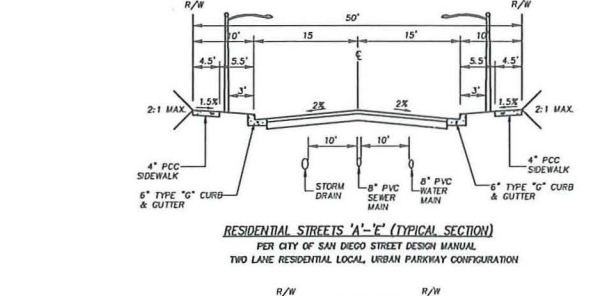 R/W R/W
50'
10' 15 15' 10'
4.5' 5.5' 5.5' 4.5'
℄
3' 3'
1.5% 2% 2% 1.5%
2:1 MAX. 2:1 MAX.
10' 10'
4" PCC
SIDEWALK
6" TYPE "G" CURB
& GUTTER
STORM
DRAIN
8" PVC
SEWER
MAIN
8" PVC
WATER
MAIN
4" PCC
SIDEWALK
6" TYPE "G" CURB
& GUTTER
RESIDENTIAL STREETS 'A'-'E' (TYPICAL SECTION)
PER CITY OF SAN DIEGO STREET DESIGN MANUAL
TWO LANE RESIDENTIAL LOCAL, URBAN PARKWAY CONFIGURATION
R/W R/W